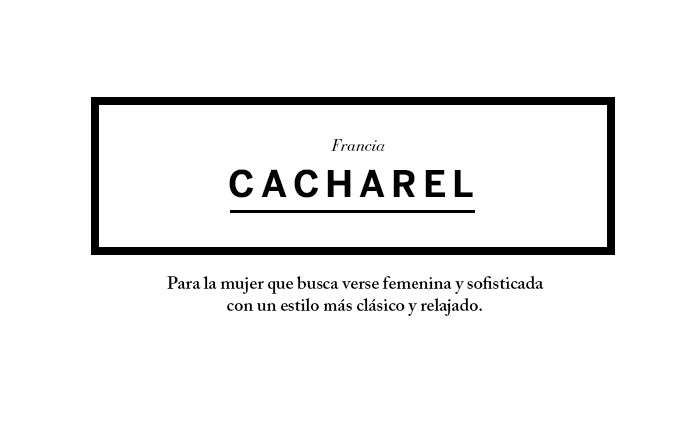 Francia
CACHAREL
Para la mujer que busca verse femenina y sofisticada
con un estilo más clásico y relajado.